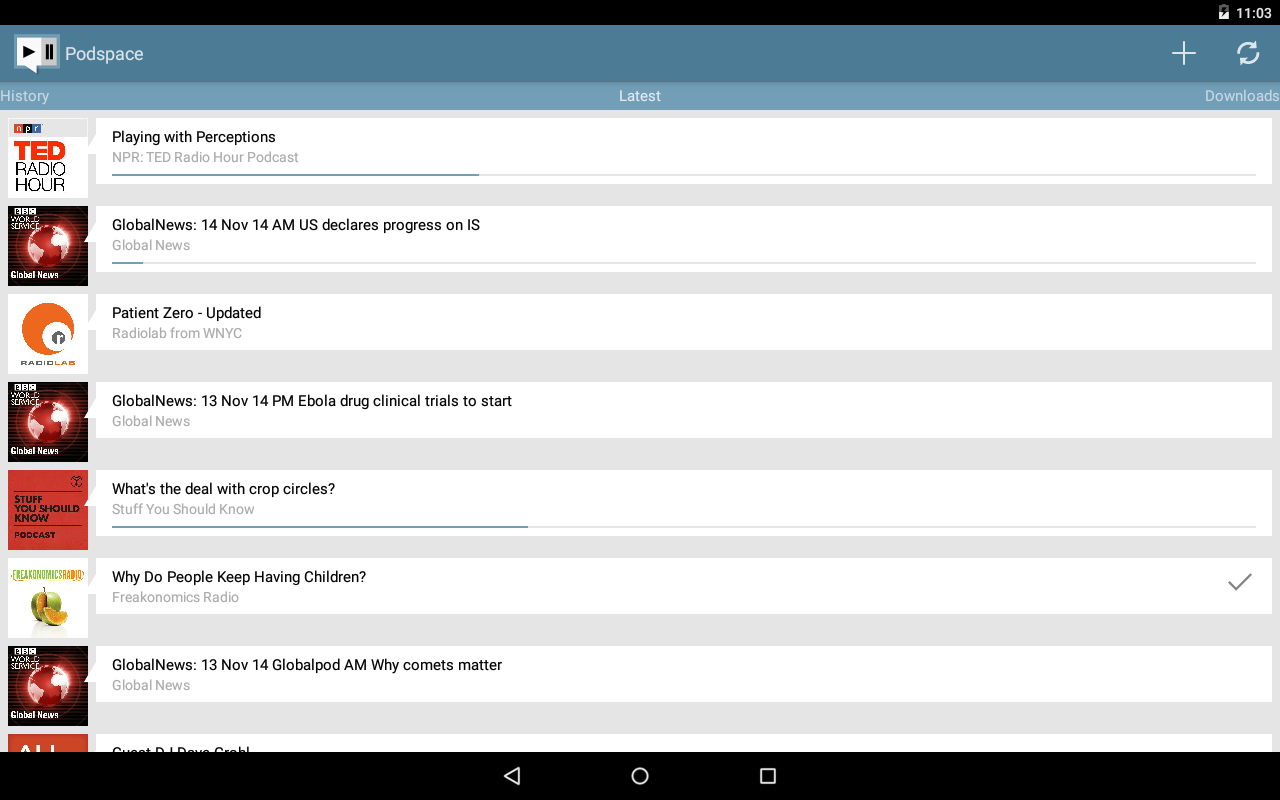 11:03
Podspace
History
Latest
Downloads
npr
TED
RADIO
HOUR
Playing with Perceptions
NPR: TED Radio Hour Podcast
BBC
WORLD
SERVICE
Global News
GlobalNews: 14 Nov 14 AM US declares progress on IS
Global News
RADIOLAB
Patient Zero - Updated
Radiolab from WNYC
BBC
WORLD
SERVICE
Global News
GlobalNews: 13 Nov 14 PM Ebola drug clinical trials to start
Global News
STUFF
YOU SHOULD
KNOW
PODCAST
What's the deal with crop circles?
Stuff You Should Know
FREAKONOMICS RADIO
Why Do People Keep Having Children?
Freakonomics Radio
BBC
WORLD
SERVICE
Global News
GlobalNews: 13 Nov 14 Globalpod AM Why comets matter
Global News
ALL
Guest DJ Dave Grohl